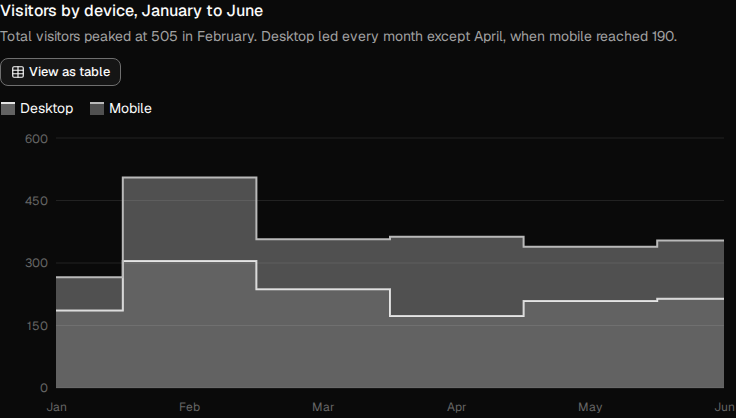 Visitors by device, January to June
Total visitors peaked at 505 in February. Desktop led every month except April, when mobile reached 190.
View as table
Desktop Mobile
600
450
300
150
0
Jan Feb Mar Apr May Jun